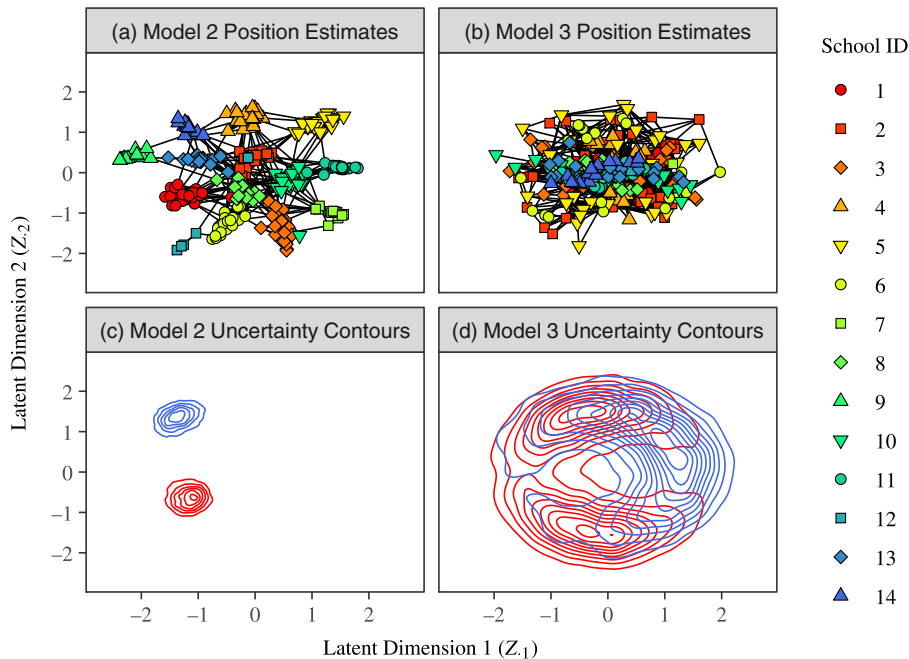 (a) Model 2 Position Estimates
(b) Model 3 Position Estimates
School ID
1
2
3
4
5
6
7
8
9
10
11
12
13
14
2
1
0
−1
−2
(c) Model 2 Uncertainty Contours
(d) Model 3 Uncertainty Contours
2
1
0
−1
−2
−2 −1 0 1 2
−2 −1 0 1 2
Latent Dimension 1 (Z.1)
Latent Dimension 2 (Z.2)